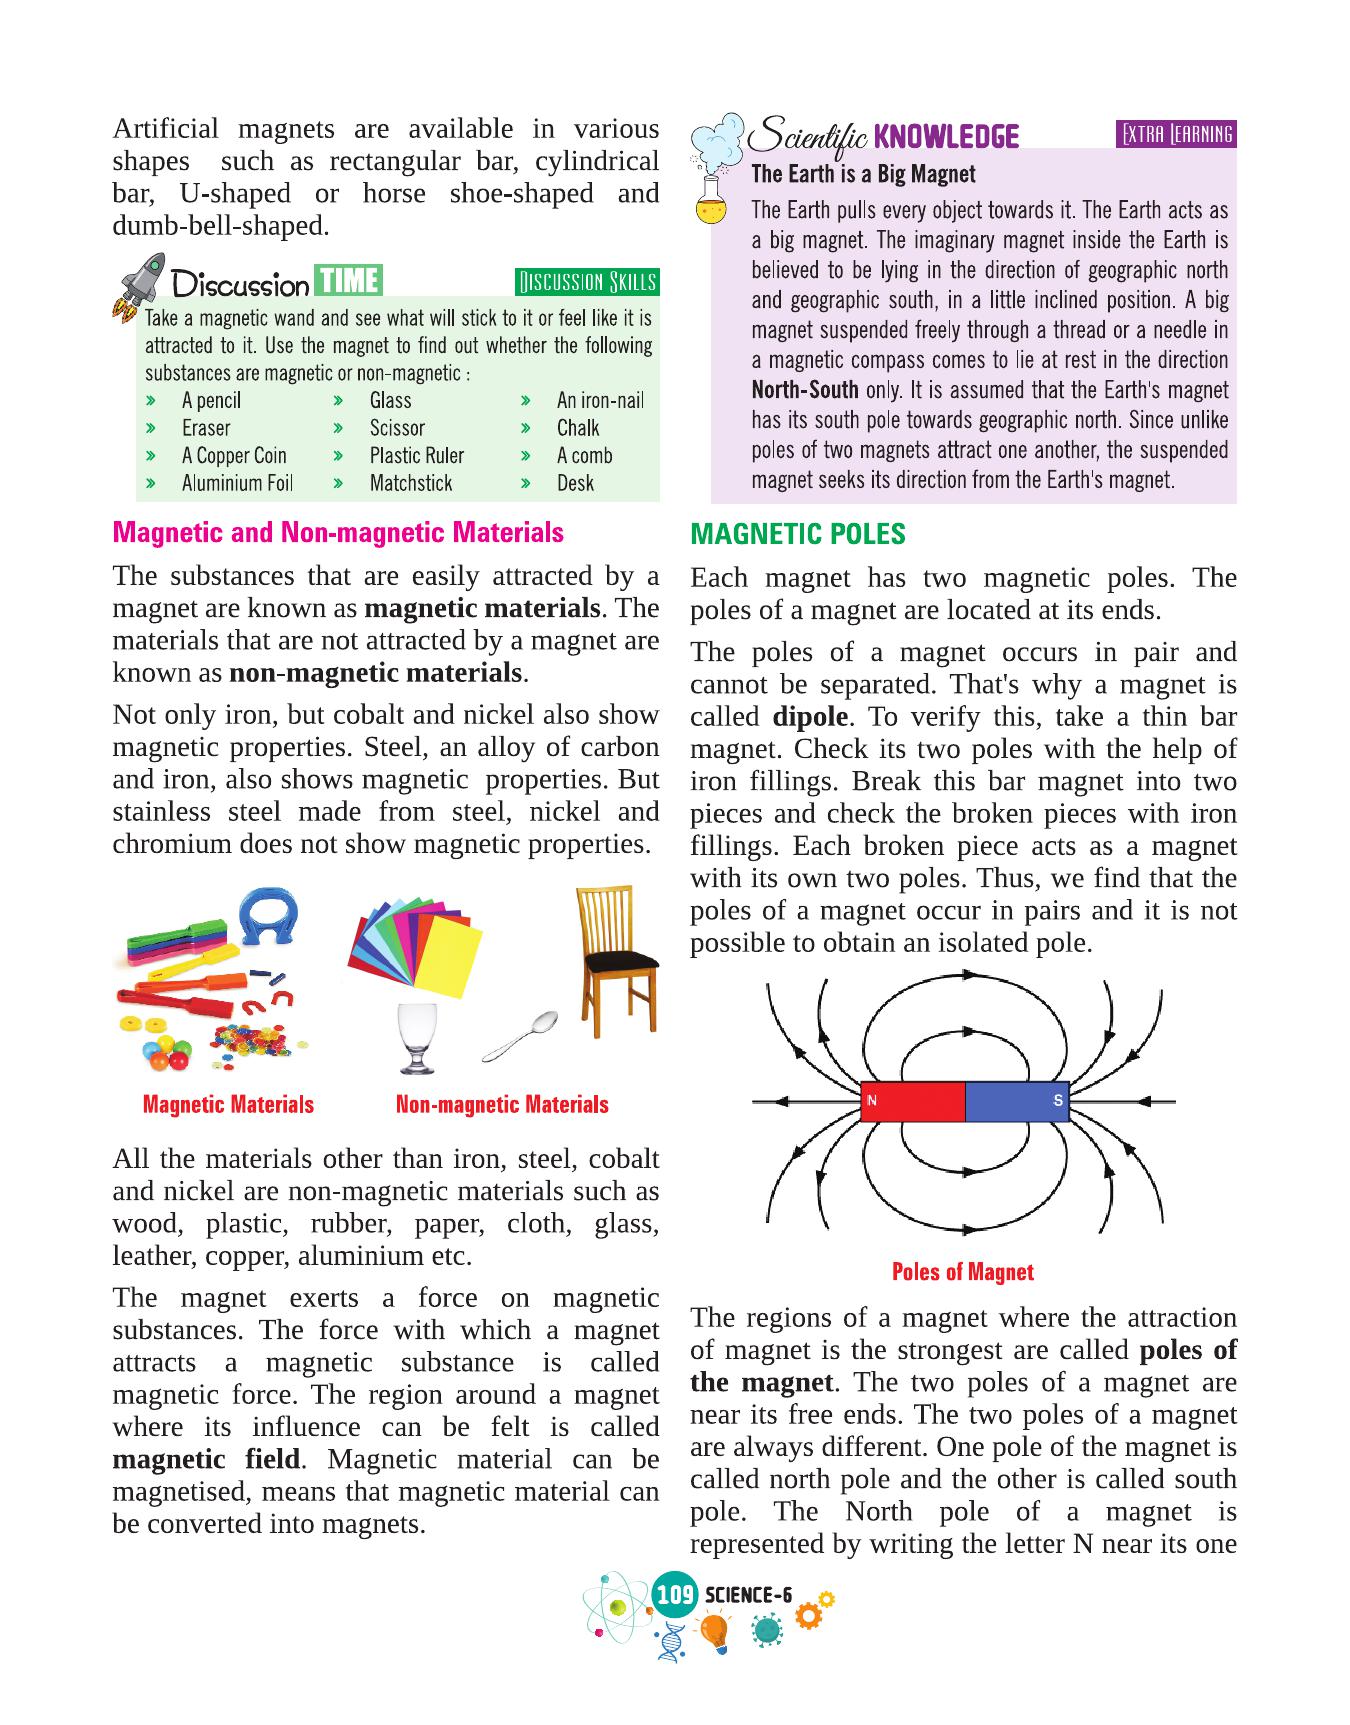 Artificial magnets are available in various
shapes such as rectangular bar, cylindrical
bar, U-shaped or horse shoe-shaped and
dumb-bell-shaped.
Discussion TIME
DISCUSSION SKILLS
Take a magnetic wand and see what will stick to it or feel like it is
attracted to it. Use the magnet to find out whether the following
substances are magnetic or non-magnetic :
» A pencil » Glass » An iron-nail
» Eraser » Scissor » Chalk
» A Copper Coin » Plastic Ruler » A comb
» Aluminium Foil » Matchstick » Desk
Magnetic and Non-magnetic Materials
The substances that are easily attracted by a
magnet are known as magnetic materials. The
materials that are not attracted by a magnet are
known as non-magnetic materials.
Not only iron, but cobalt and nickel also show
magnetic properties. Steel, an alloy of carbon
and iron, also shows magnetic properties. But
stainless steel made from steel, nickel and
chromium does not show magnetic properties.
Magnetic Materials
Non-magnetic Materials
All the materials other than iron, steel, cobalt
and nickel are non-magnetic materials such as
wood, plastic, rubber, paper, cloth, glass,
leather, copper, aluminium etc.
The magnet exerts a force on magnetic
substances. The force with which a magnet
attracts a magnetic substance is called
magnetic force. The region around a magnet
where its influence can be felt is called
magnetic field. Magnetic material can be
magnetised, means that magnetic material can
be converted into magnets.
Scientific KNOWLEDGE
EXTRA LEARNING
The Earth is a Big Magnet
The Earth pulls every object towards it. The Earth acts as
a big magnet. The imaginary magnet inside the Earth is
believed to be lying in the direction of geographic north
and geographic south, in a little inclined position. A big
magnet suspended freely through a thread or a needle in
a magnetic compass comes to lie at rest in the direction
North-South only. It is assumed that the Earth's magnet
has its south pole towards geographic north. Since unlike
poles of two magnets attract one another, the suspended
magnet seeks its direction from the Earth's magnet.
MAGNETIC POLES
Each magnet has two magnetic poles. The
poles of a magnet are located at its ends.
The poles of a magnet occurs in pair and
cannot be separated. That's why a magnet is
called dipole. To verify this, take a thin bar
magnet. Check its two poles with the help of
iron fillings. Break this bar magnet into two
pieces and check the broken pieces with iron
fillings. Each broken piece acts as a magnet
with its own two poles. Thus, we find that the
poles of a magnet occur in pairs and it is not
possible to obtain an isolated pole.
N S
Poles of Magnet
The regions of a magnet where the attraction
of magnet is the strongest are called poles of
the magnet. The two poles of a magnet are
near its free ends. The two poles of a magnet
are always different. One pole of the magnet is
called north pole and the other is called south
pole. The North pole of a magnet is
represented by writing the letter N near its one
109 SCIENCE-6